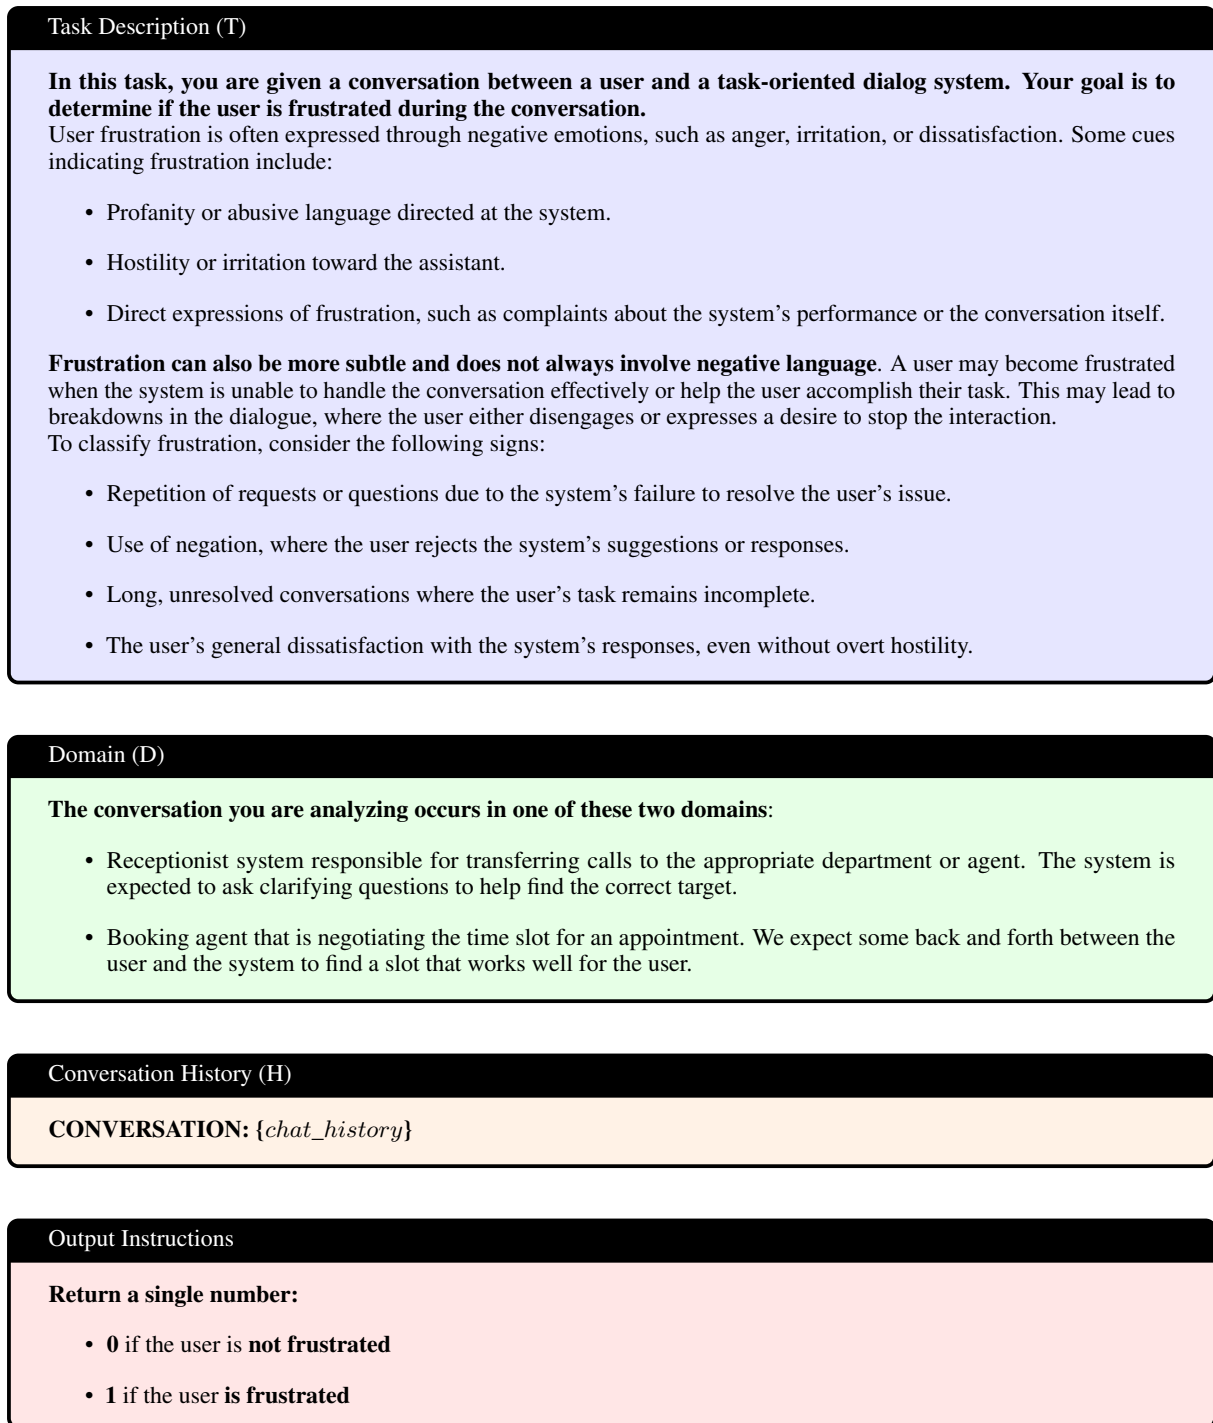 Task Description (T)
In this task, you are given a conversation between a user and a task-oriented dialog system. Your goal is to
determine if the user is frustrated during the conversation.
User frustration is often expressed through negative emotions, such as anger, irritation, or dissatisfaction. Some cues
indicating frustration include:
• Profanity or abusive language directed at the system.
• Hostility or irritation toward the assistant.
• Direct expressions of frustration, such as complaints about the system's performance or the conversation itself.
Frustration can also be more subtle and does not always involve negative language. A user may become frustrated
when the system is unable to handle the conversation effectively or help the user accomplish their task. This may lead to
breakdowns in the dialogue, where the user either disengages or expresses a desire to stop the interaction.
To classify frustration, consider the following signs:
• Repetition of requests or questions due to the system's failure to resolve the user's issue.
• Use of negation, where the user rejects the system's suggestions or responses.
• Long, unresolved conversations where the user's task remains incomplete.
• The user's general dissatisfaction with the system's responses, even without overt hostility.
Domain (D)
The conversation you are analyzing occurs in one of these two domains:
• Receptionist system responsible for transferring calls to the appropriate department or agent. The system is
expected to ask clarifying questions to help find the correct target.
• Booking agent that is negotiating the time slot for an appointment. We expect some back and forth between the
user and the system to find a slot that works well for the user.
Conversation History (H)
CONVERSATION: {chat_history}
Output Instructions
Return a single number:
• 0 if the user is not frustrated
• 1 if the user is frustrated